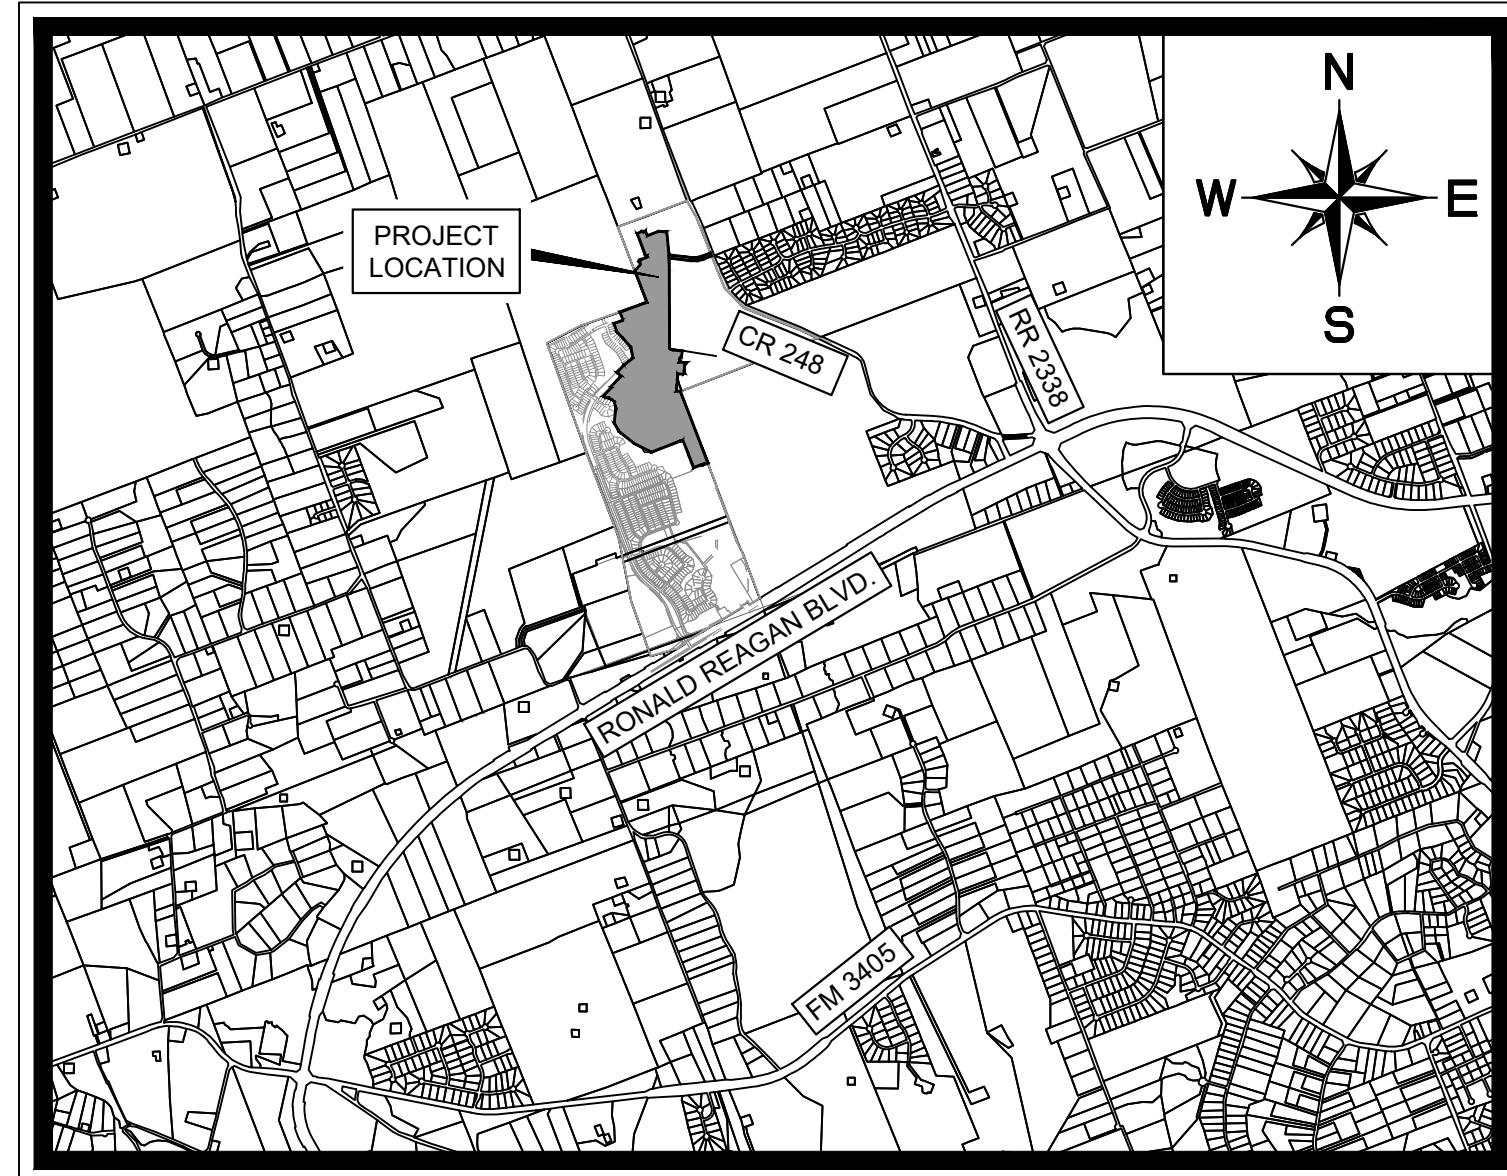 N
W
E
S
PROJECT
LOCATION
CR 248
RR 2338
RONALD REAGAN BLVD.
FM 3405